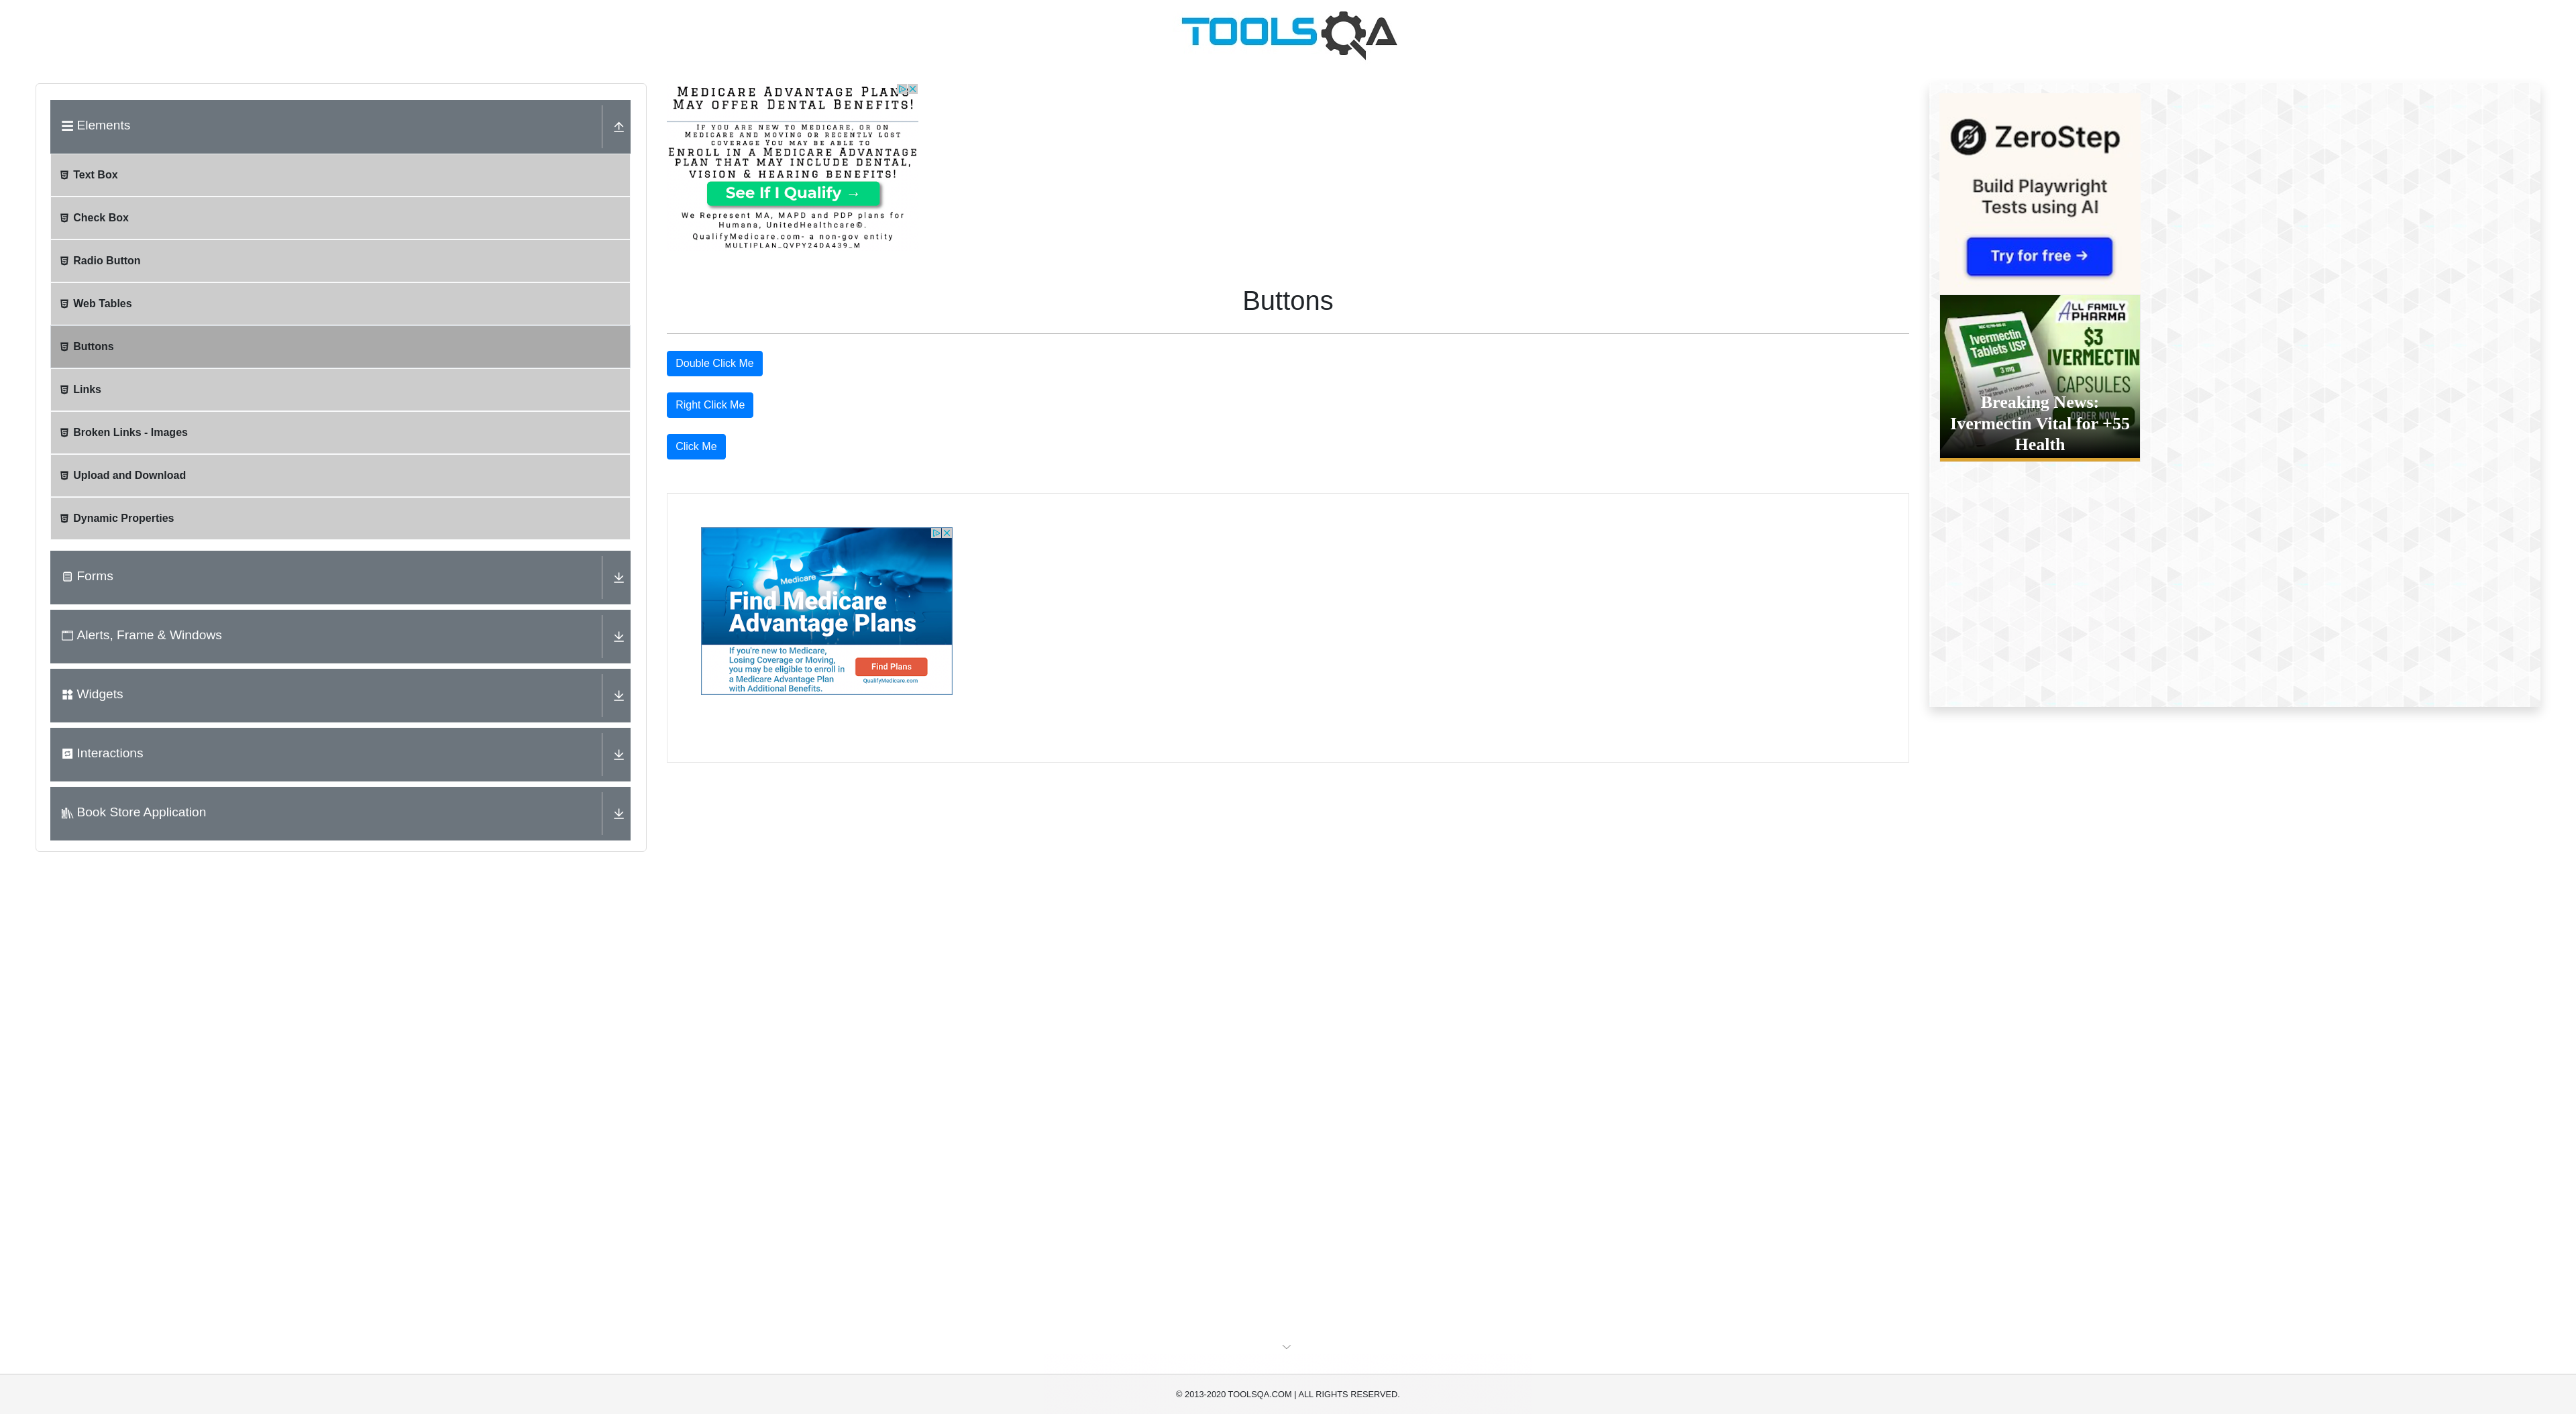 TOOLSQA
Elements
Text Box
Check Box
Radio Button
Web Tables
Buttons
Links
Broken Links - Images
Upload and Download
Dynamic Properties
Forms
Alerts, Frame & Windows
Widgets
Interactions
Book Store Application
Medicare Advantage Plans
May offer Dental Benefits!
If you are new to Medicare, or on
Medicare and moving or recently lost
coverage You may be able to
Enroll in a Medicare Advantage
plan that may include dental,
vision & hearing benefits!
See If I Qualify →
We Represent MA, MAPD and PDP plans for
Humana, UnitedHealthcare©.
QualifyMedicare.com- a non-gov entity
MULTIPLAN_QVPY24DA439_M
Buttons
Double Click Me
Right Click Me
Click Me
Medicare
Find Medicare
Advantage Plans
If you're new to Medicare,
Losing Coverage or Moving,
you may be eligible to enroll in
a Medicare Advantage Plan
with Additional Benefits.
Find Plans
QualifyMedicare.com
ZeroStep
Build Playwright
Tests using AI
Try for free →
ALL FAMILY
PHARMA
Ivermectin
Tablets USP
3 mg
$3
IVERMECTIN
CAPSULES
ORDER NOW
Breaking News:
Ivermectin Vital for +55
Health
© 2013-2020 TOOLSQA.COM | ALL RIGHTS RESERVED.